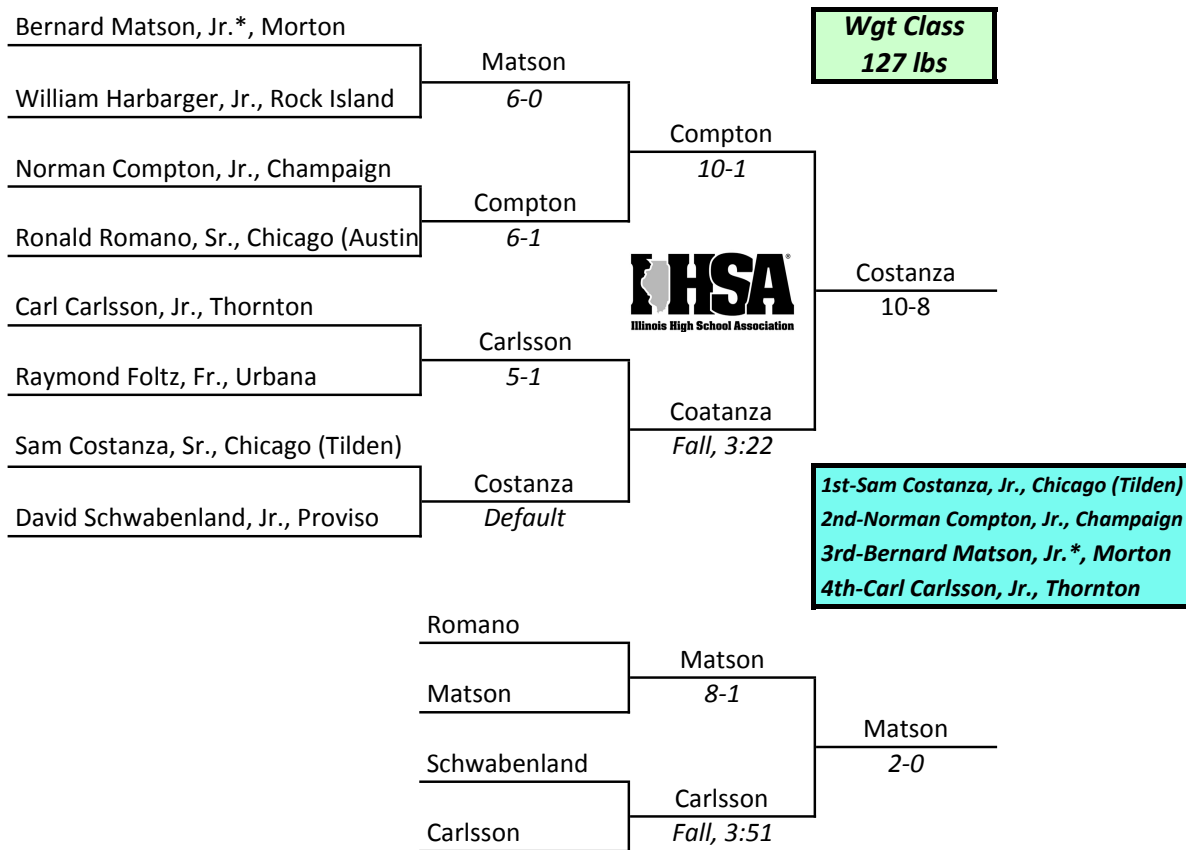 Bernard Matson, Jr.*, Morton
Wgt Class
127 lbs
Matson
6-0
William Harbarger, Jr., Rock Island
Compton
10-1
Norman Compton, Jr., Champaign
Compton
6-1
Ronald Romano, Sr., Chicago (Austin
IHSA®
Illinois High School Association
Costanza
10-8
Carl Carlsson, Jr., Thornton
Carlsson
5-1
Raymond Foltz, Fr., Urbana
Coatanza
Fall, 3:22
Sam Costanza, Sr., Chicago (Tilden)
Costanza
Default
David Schwabenland, Jr., Proviso
1st-Sam Costanza, Jr., Chicago (Tilden)
2nd-Norman Compton, Jr., Champaign
3rd-Bernard Matson, Jr.*, Morton
4th-Carl Carlsson, Jr., Thornton
Romano
Matson
8-1
Matson
Matson
2-0
Schwabenland
Carlsson
Fall, 3:51
Carlsson